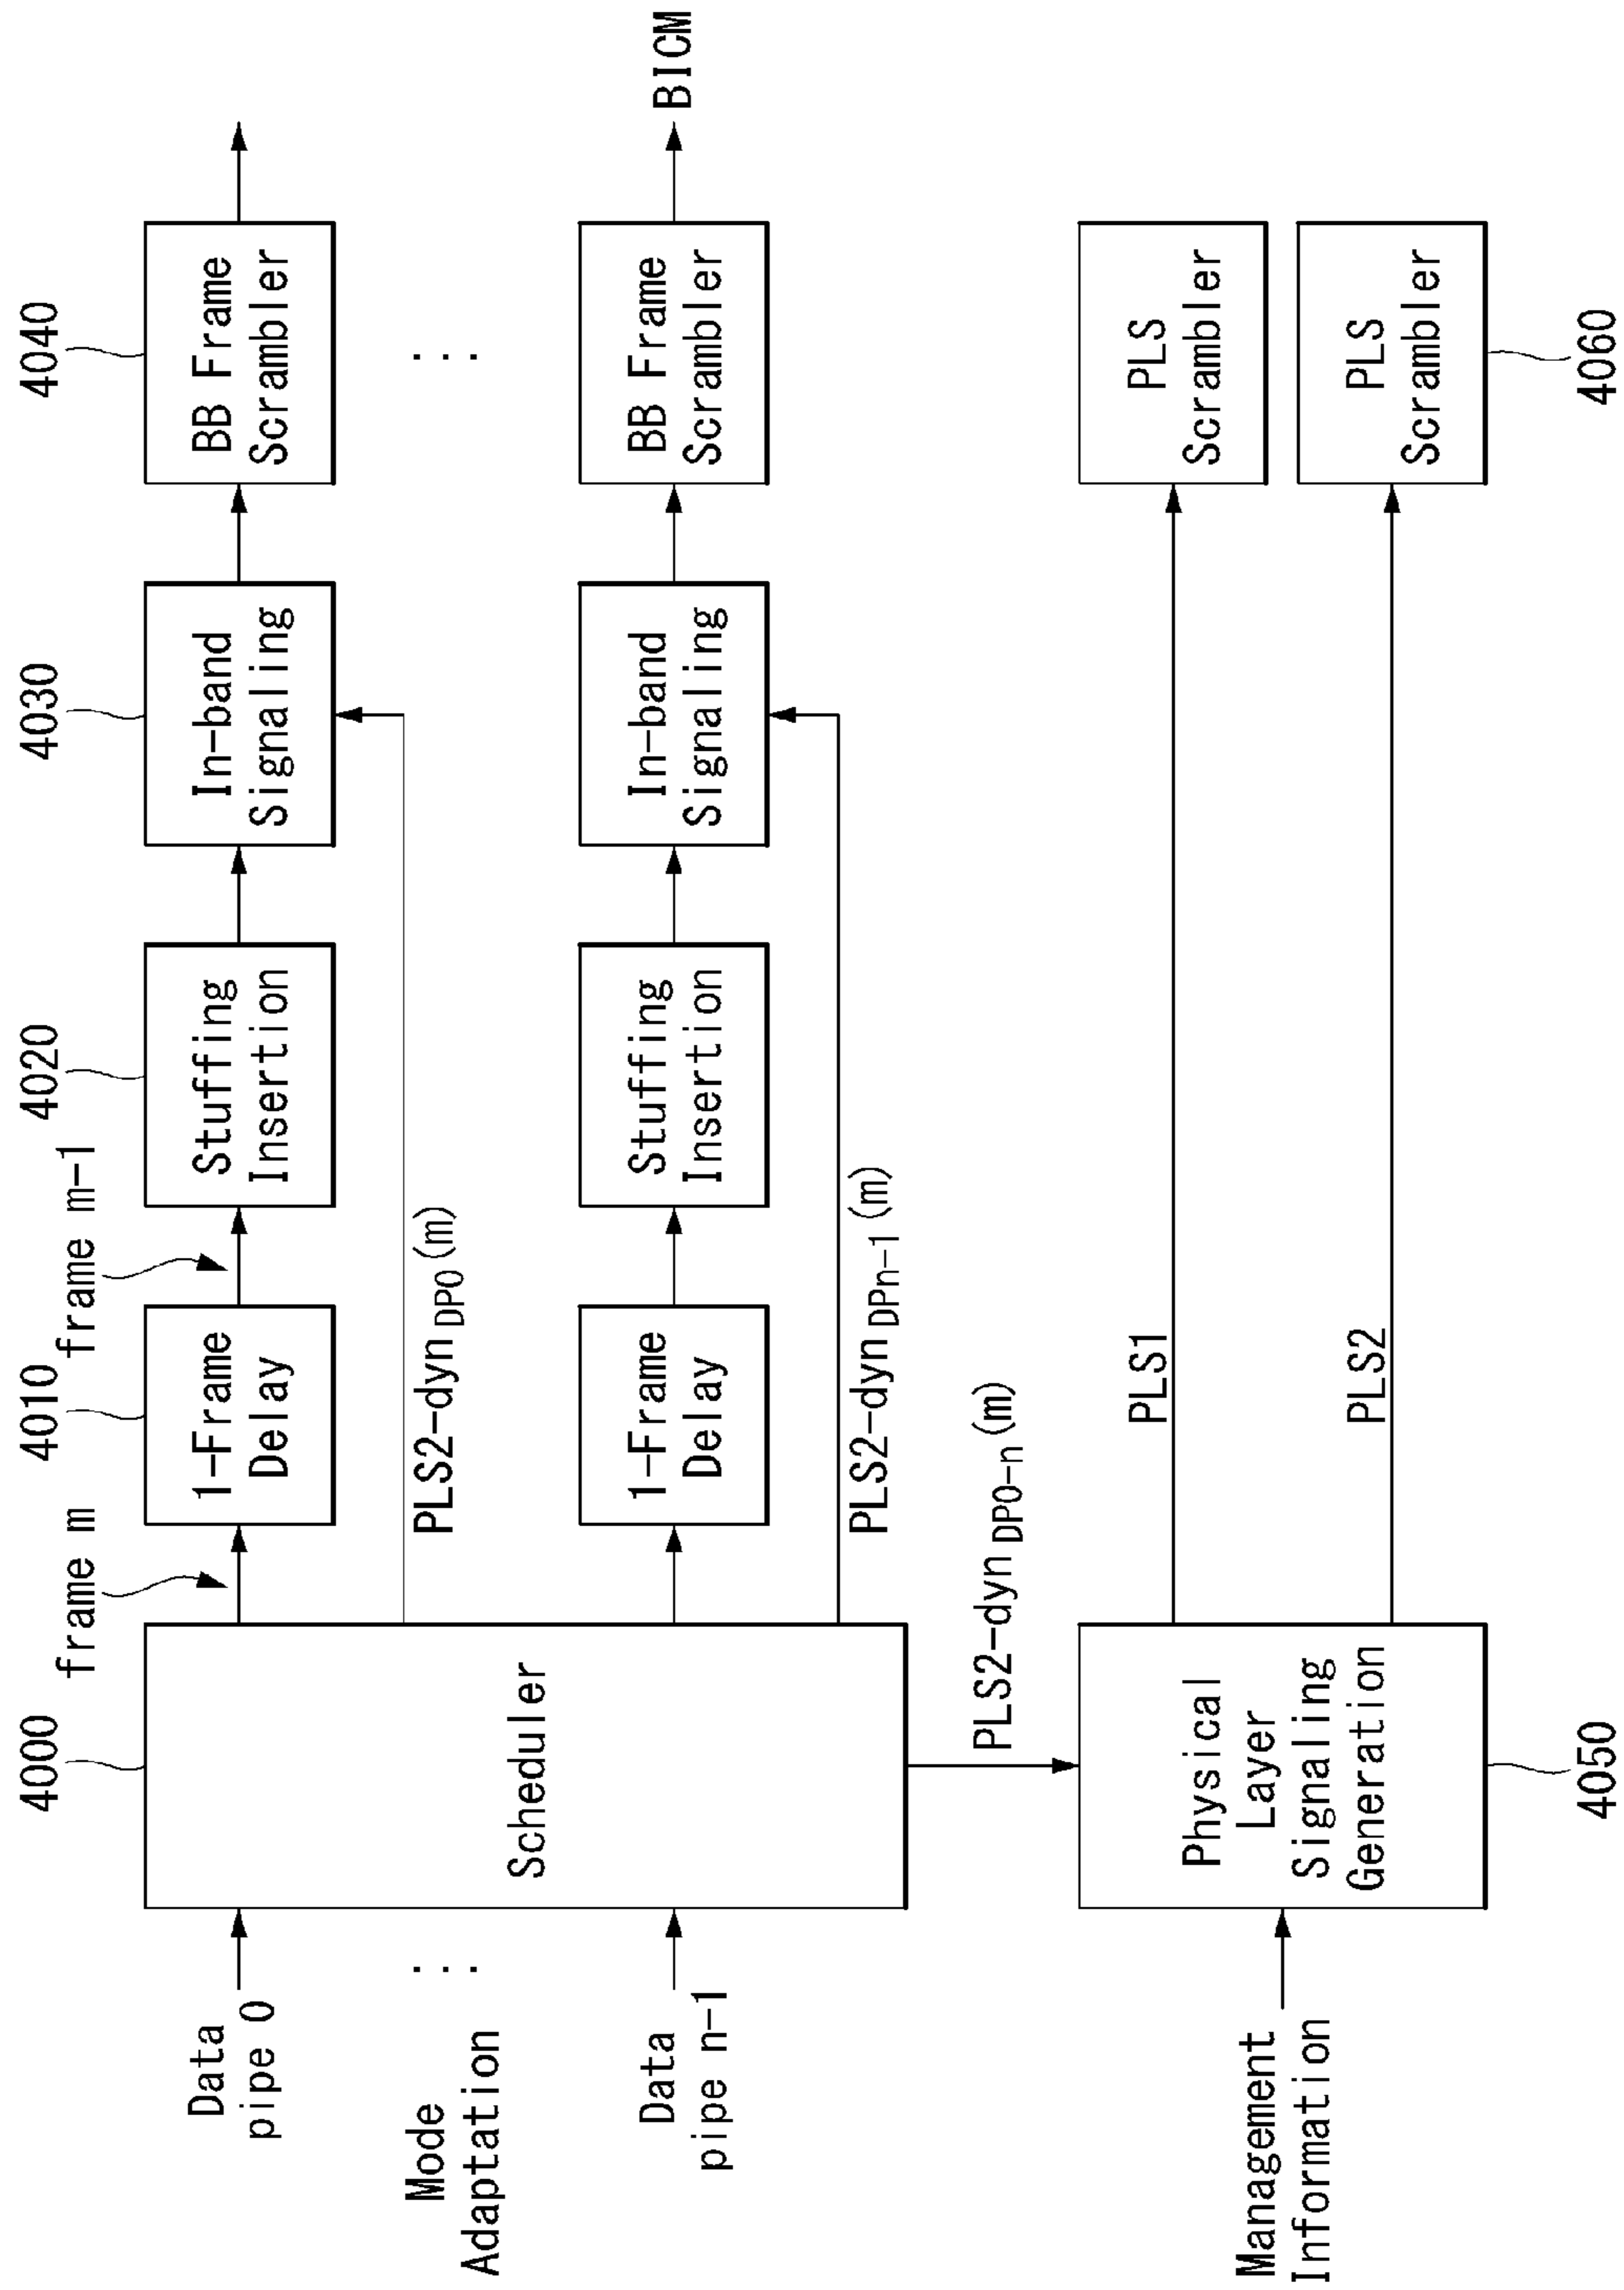 4000
4010
4020
4030
4040
frame m
frame m-1
Data
pipe 0
Mode
Adaptation
...
Data
pipe n-1
Scheduler
1-Frame
Delay
Stuffing
Insertion
In-band
Signaling
BB Frame
Scrambler
PLS2-dyn DP0 (m)
...
1-Frame
Delay
Stuffing
Insertion
In-band
Signaling
BB Frame
Scrambler
BICM
PLS2-dyn DPn-1 (m)
PLS2-dyn DP0-n (m)
Management
Information
Physical
Layer
Signaling
Generation
PLS1
PLS
Scrambler
PLS2
PLS
Scrambler
4050
4060